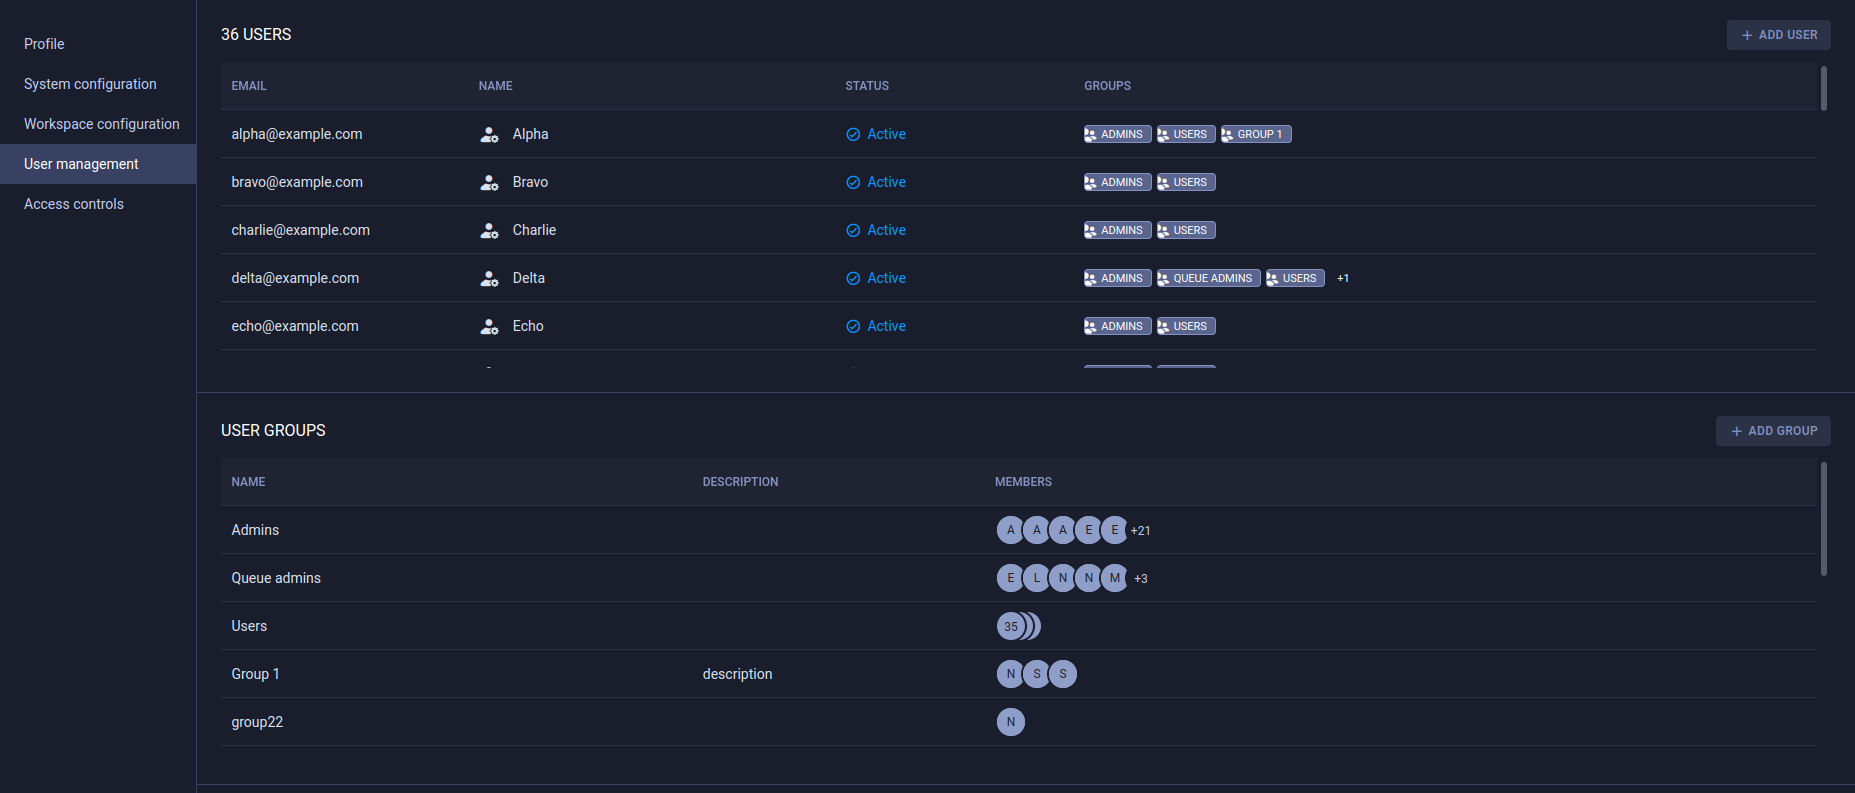 Profile
System configuration
Workspace configuration
User management
Access controls
36 USERS
+ ADD USER
EMAIL NAME STATUS GROUPS
alpha@example.com Alpha Active ADMINS USERS GROUP 1
bravo@example.com Bravo Active ADMINS USERS
charlie@example.com Charlie Active ADMINS USERS
delta@example.com Delta Active ADMINS QUEUE ADMINS USERS +1
echo@example.com Echo Active ADMINS USERS
USER GROUPS
+ ADD GROUP
NAME DESCRIPTION MEMBERS
Admins A A A E E +21
Queue admins E L N N M +3
Users 35
Group 1 description N S S
group22 N